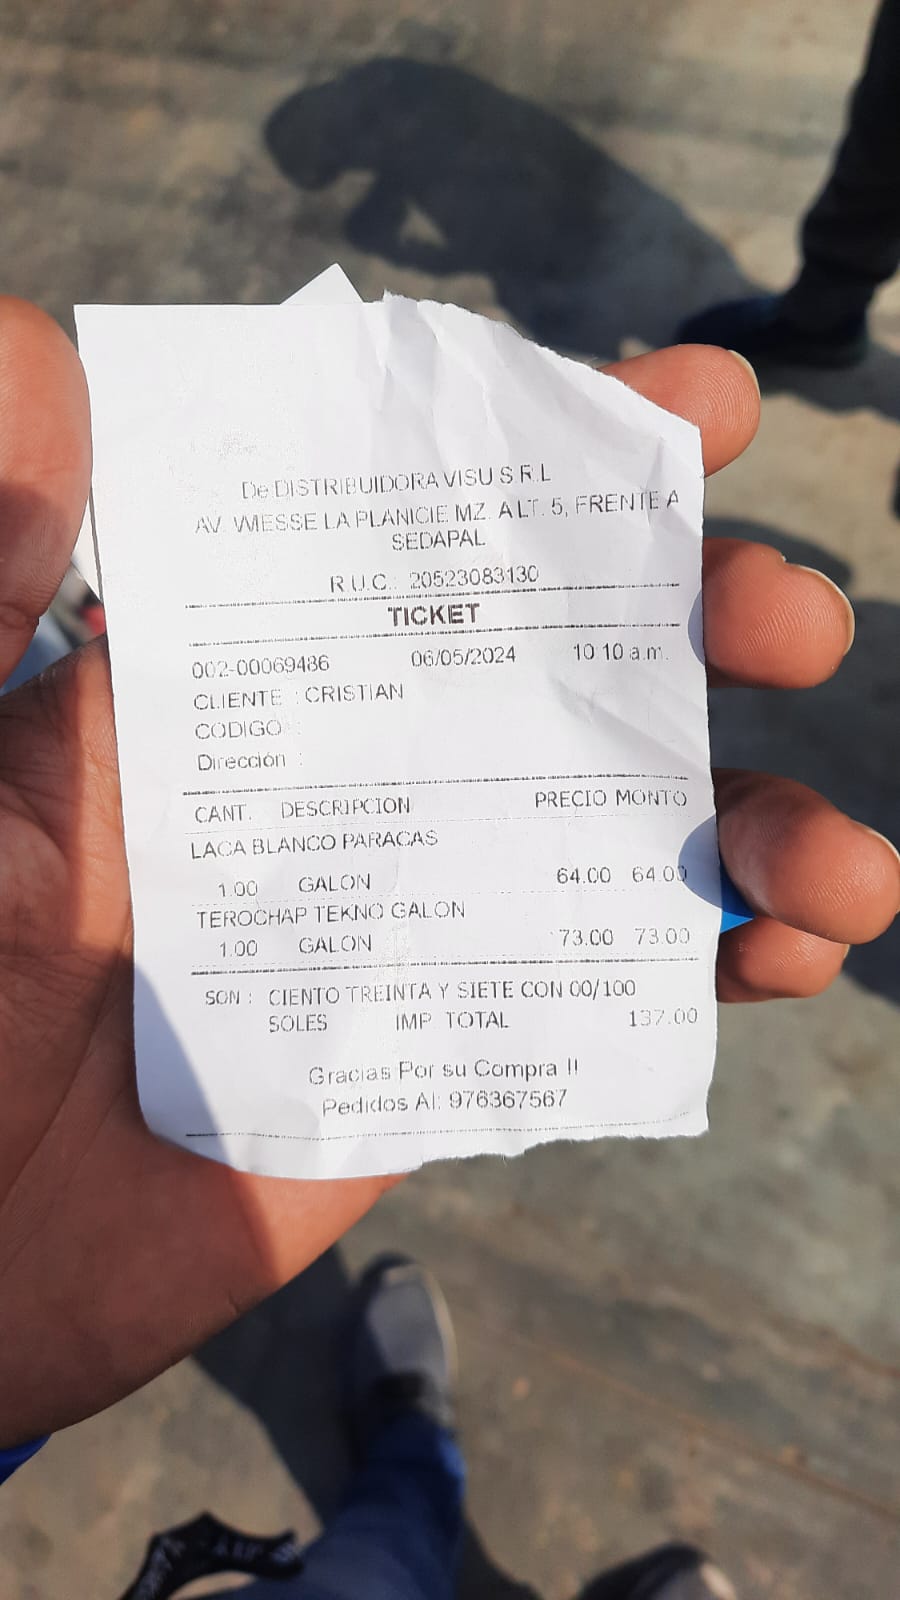 De DISTRIBUIDORA VISU S.R.L
AV. WIESSE LA PLANICIE MZ. A LT. 5, FRENTE A
SEDAPAL
R.U.C.: 20523083130
TICKET
002-00069486 06/05/2024 10:10 a.m.
CLIENTE : CRISTIAN
CODIGO :
Dirección :
CANT. DESCRIPCION PRECIO MONTO
LACA BLANCO PARACAS
1.00 GALON 64.00 64.00
TEROCHAP TEKNO GALON
1.00 GALON 73.00 73.00
SON : CIENTO TREINTA Y SIETE CON 00/100
SOLES IMP. TOTAL 137.00
Gracias Por su Compra !!
Pedidos Al: 976367567